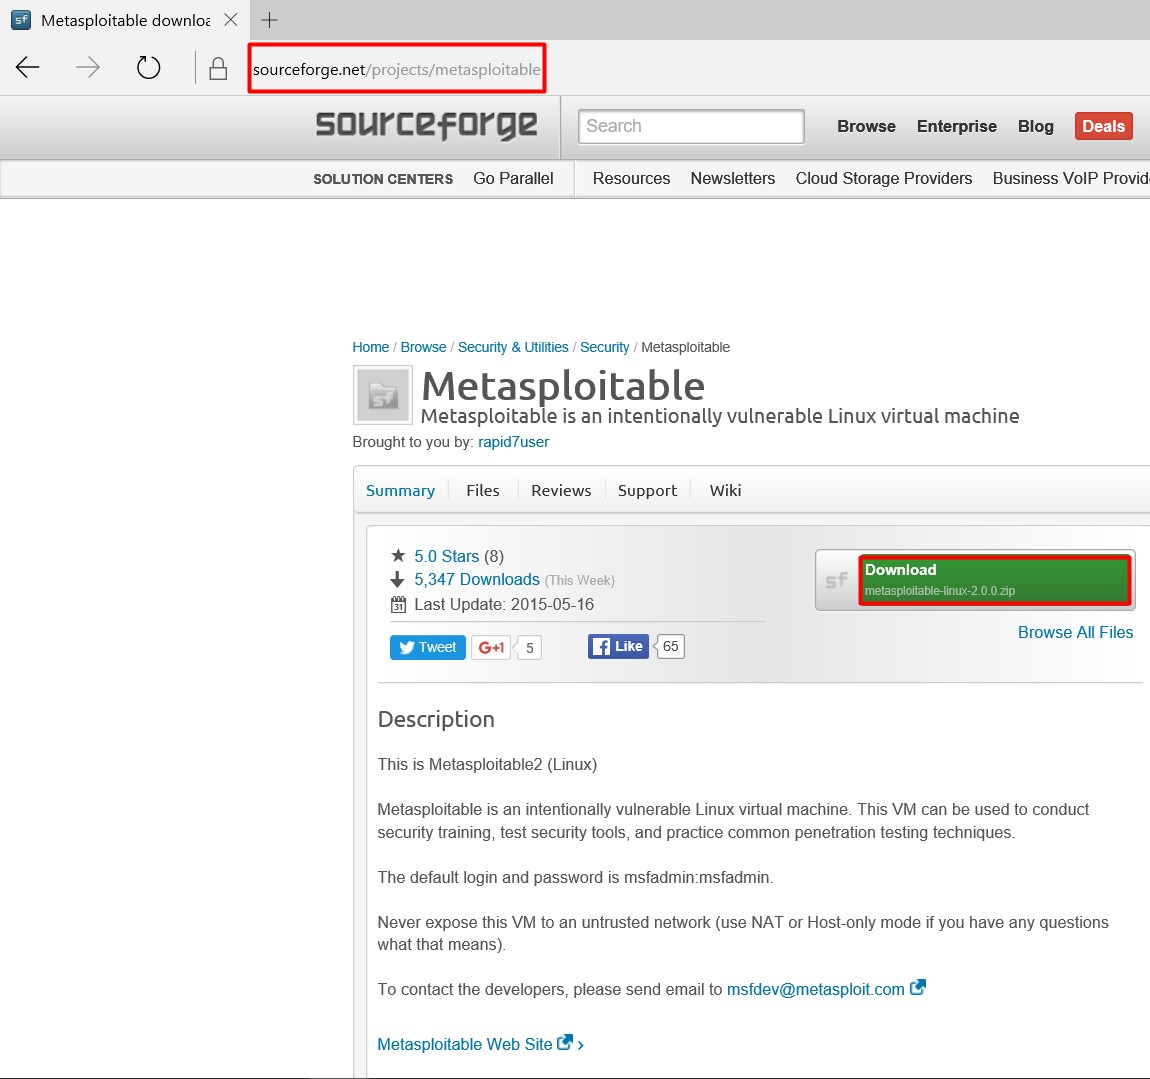 Metasploitable downloa
sourceforge.net/projects/metasploitable
sourceforge
Search
Browse Enterprise Blog Deals
SOLUTION CENTERS Go Parallel Resources Newsletters Cloud Storage Providers Business VoIP Provid
Home / Browse / Security & Utilities / Security / Metasploitable
sf
Metasploitable
Metasploitable is an intentionally vulnerable Linux virtual machine
Brought to you by: rapid7user
Summary Files Reviews Support Wiki
5.0 Stars (8)
5,347 Downloads (This Week)
31 Last Update: 2015-05-16
Tweet G+1 5 Like 65
sf Download
metasploitable-linux-2.0.0.zip
Browse All Files
Description
This is Metasploitable2 (Linux)
Metasploitable is an intentionally vulnerable Linux virtual machine. This VM can be used to conduct
security training, test security tools, and practice common penetration testing techniques.
The default login and password is msfadmin:msfadmin.
Never expose this VM to an untrusted network (use NAT or Host-only mode if you have any questions
what that means).
To contact the developers, please send email to msfdev@metasploit.com
Metasploitable Web Site ›